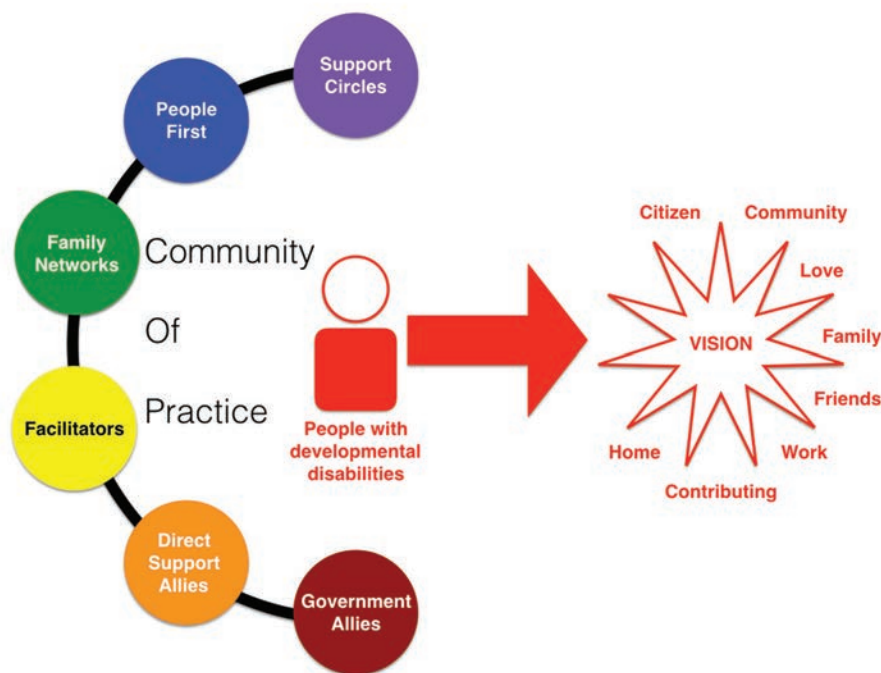 Support
Circles
People
First
Family
Networks
Community
Of
Practice
Facilitators
Direct
Support
Allies
Government
Allies
People with
developmental
disabilities
Citizen
Community
Love
Family
Friends
Work
Contributing
Home
VISION